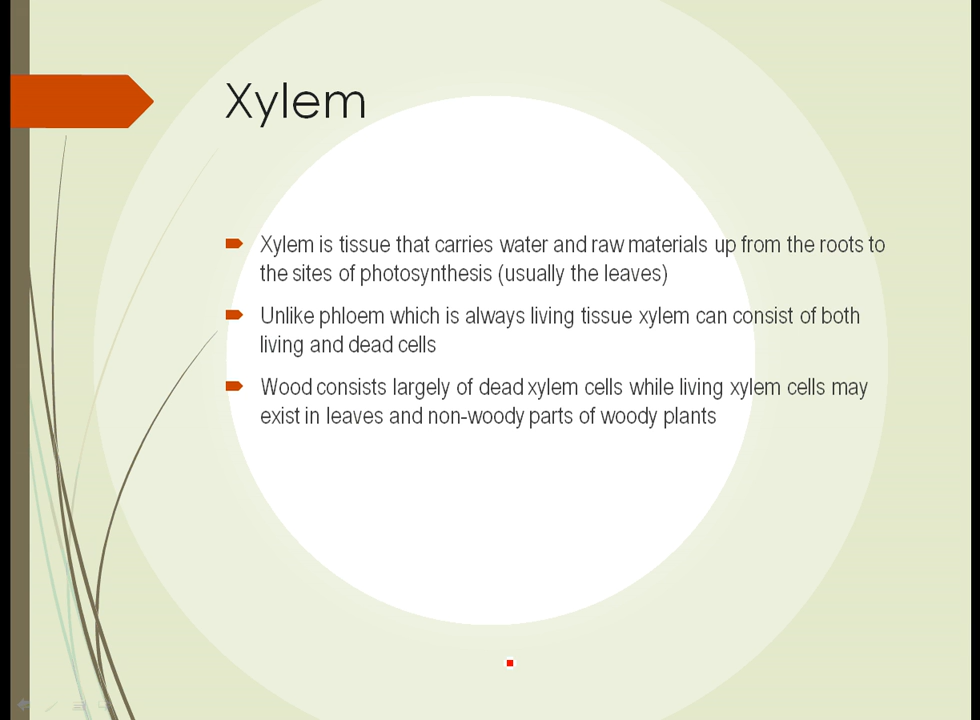 Xylem
Xylem is tissue that carries water and raw materials up from the roots to
the sites of photosynthesis (usually the leaves)
Unlike phloem which is always living tissue xylem can consist of both
living and dead cells
Wood consists largely of dead xylem cells while living xylem cells may
exist in leaves and non-woody parts of woody plants